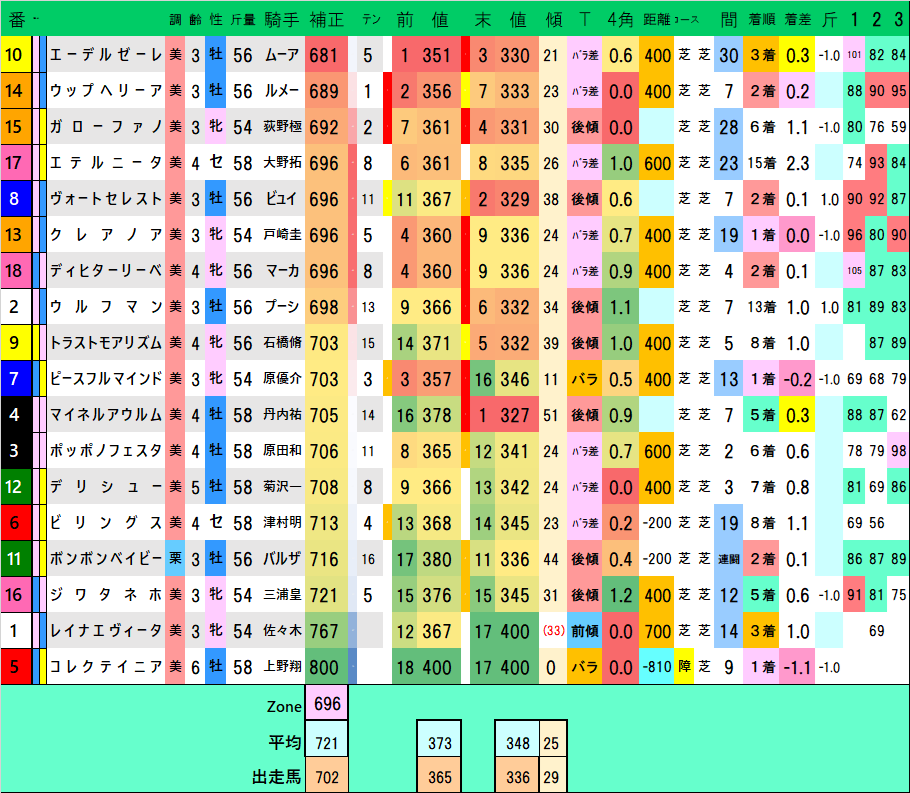 番 調 齢 性 斤量 騎手 補正 テン 前 値 末 値 傾 T 4角 距離 コース 間 着順 着差 斤 1 2 3
10 エーデルゼーレ 美 3 牡 56 ムーア 681 5 1 351 3 330 21 バラ差 0.6 400 芝 芝 30 3着 0.3 -1.0 101 82 84
14 ウップヘリーア 美 3 牡 56 ルメー 689 1 2 356 7 333 23 バラ差 0.0 400 芝 芝 7 2着 0.2 88 90 95
15 ガローファノ 美 3 牝 54 荻野極 692 2 7 361 4 331 30 後傾 0.0 芝 芝 28 6着 1.1 -1.0 80 76 59
17 エテルニータ 美 4 セ 58 大野拓 696 8 6 361 8 335 26 バラ差 1.0 600 芝 芝 23 15着 2.3 74 93 84
8 ヴォートセレスト 美 3 牡 56 ビュイ 696 11 11 367 2 329 38 後傾 0.6 芝 芝 7 2着 0.1 1.0 90 92 87
13 クレアノア 美 3 牝 54 戸崎圭 696 5 4 360 9 336 24 バラ差 0.7 400 芝 芝 19 1着 0.0 -1.0 96 80 90
18 ディヒターリーベ 美 4 牝 56 マーカ 696 8 4 360 9 336 24 バラ差 0.9 400 芝 芝 4 2着 0.1 105 87 83
2 ウルフマン 美 3 牡 56 プーシ 698 13 9 366 6 332 34 後傾 1.1 芝 芝 7 13着 1.0 1.0 81 89 83
9 トラストモアリズム 美 4 牝 56 石橋脩 703 15 14 371 5 332 39 後傾 1.0 400 芝 芝 5 8着 1.0 87 89
7 ピースフルマインド 美 3 牝 54 原優介 703 3 3 357 16 346 11 バラ 0.5 400 芝 芝 13 1着 -0.2 -1.0 69 68 79
4 マイネルアウルム 美 4 牡 58 丹内祐 705 14 16 378 1 327 51 後傾 0.9 芝 芝 7 5着 0.3 88 87 62
3 ポッポノフェスタ 美 4 牡 58 原田和 706 11 8 365 12 341 24 バラ差 0.7 600 芝 芝 2 6着 0.6 78 79 98
12 デリシュー 美 5 牡 58 菊沢一 708 8 9 366 13 342 24 バラ差 0.0 400 芝 芝 3 7着 0.8 81 69 86
6 ビリングス 美 4 セ 58 津村明 713 4 13 368 14 345 23 バラ差 0.2 -200 芝 芝 19 8着 1.1 69 56
11 ボンボンベイビー 栗 3 牡 56 バルザ 716 16 17 380 11 336 44 後傾 0.4 -200 芝 芝 連闘 2着 0.1 86 87 89
16 ジワタネホ 美 3 牝 54 三浦皇 721 5 15 376 15 345 31 後傾 1.2 400 芝 芝 12 5着 0.6 -1.0 91 81 75
1 レイナエヴィータ 美 3 牝 54 佐々木 767 12 367 17 400 (33) 前傾 0.0 700 芝 芝 14 3着 1.0 69
5 コレクテイニア 美 6 牡 58 上野翔 800 18 400 17 400 0 バラ 0.0 -810 障 芝 9 1着 -1.1 -1.0
Zone 696
平均 721 373 348 25
出走馬 702 365 336 29